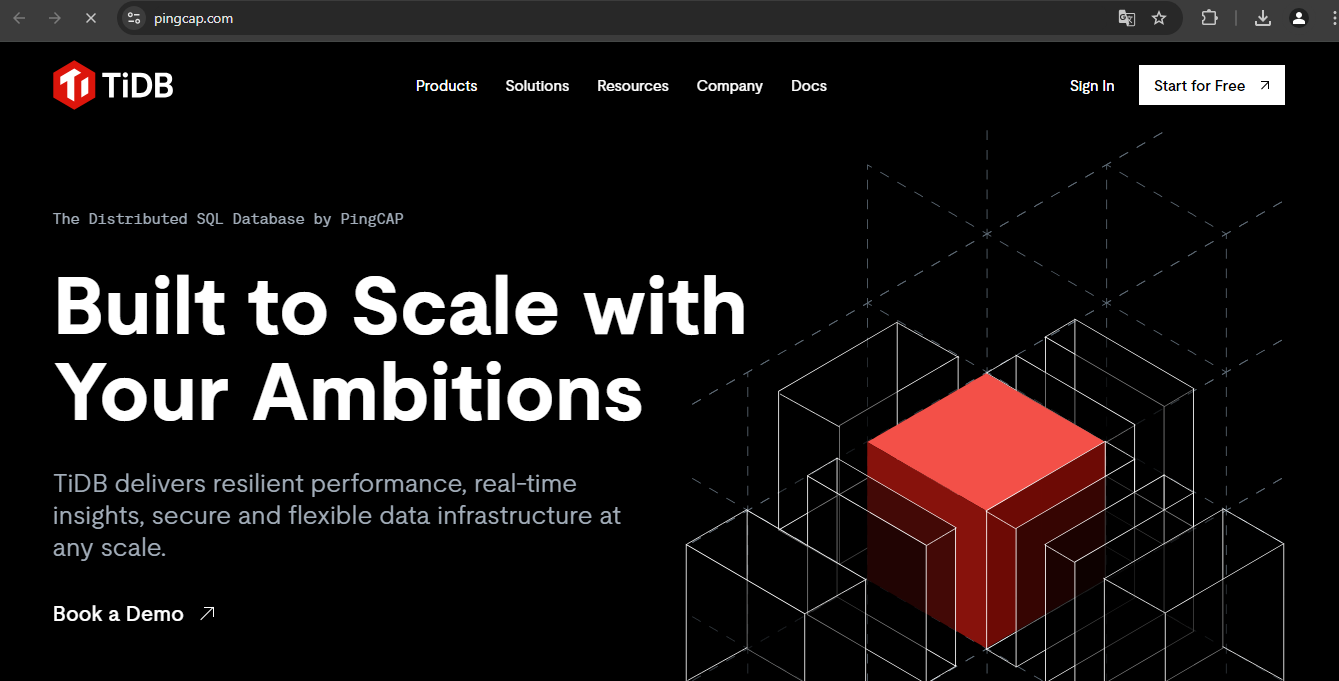 pingcap.com
TiDB
Products Solutions Resources Company Docs
Sign In
Start for Free
The Distributed SQL Database by PingCAP
Built to Scale with
Your Ambitions
TiDB delivers resilient performance, real-time
insights, secure and flexible data infrastructure at
any scale.
Book a Demo